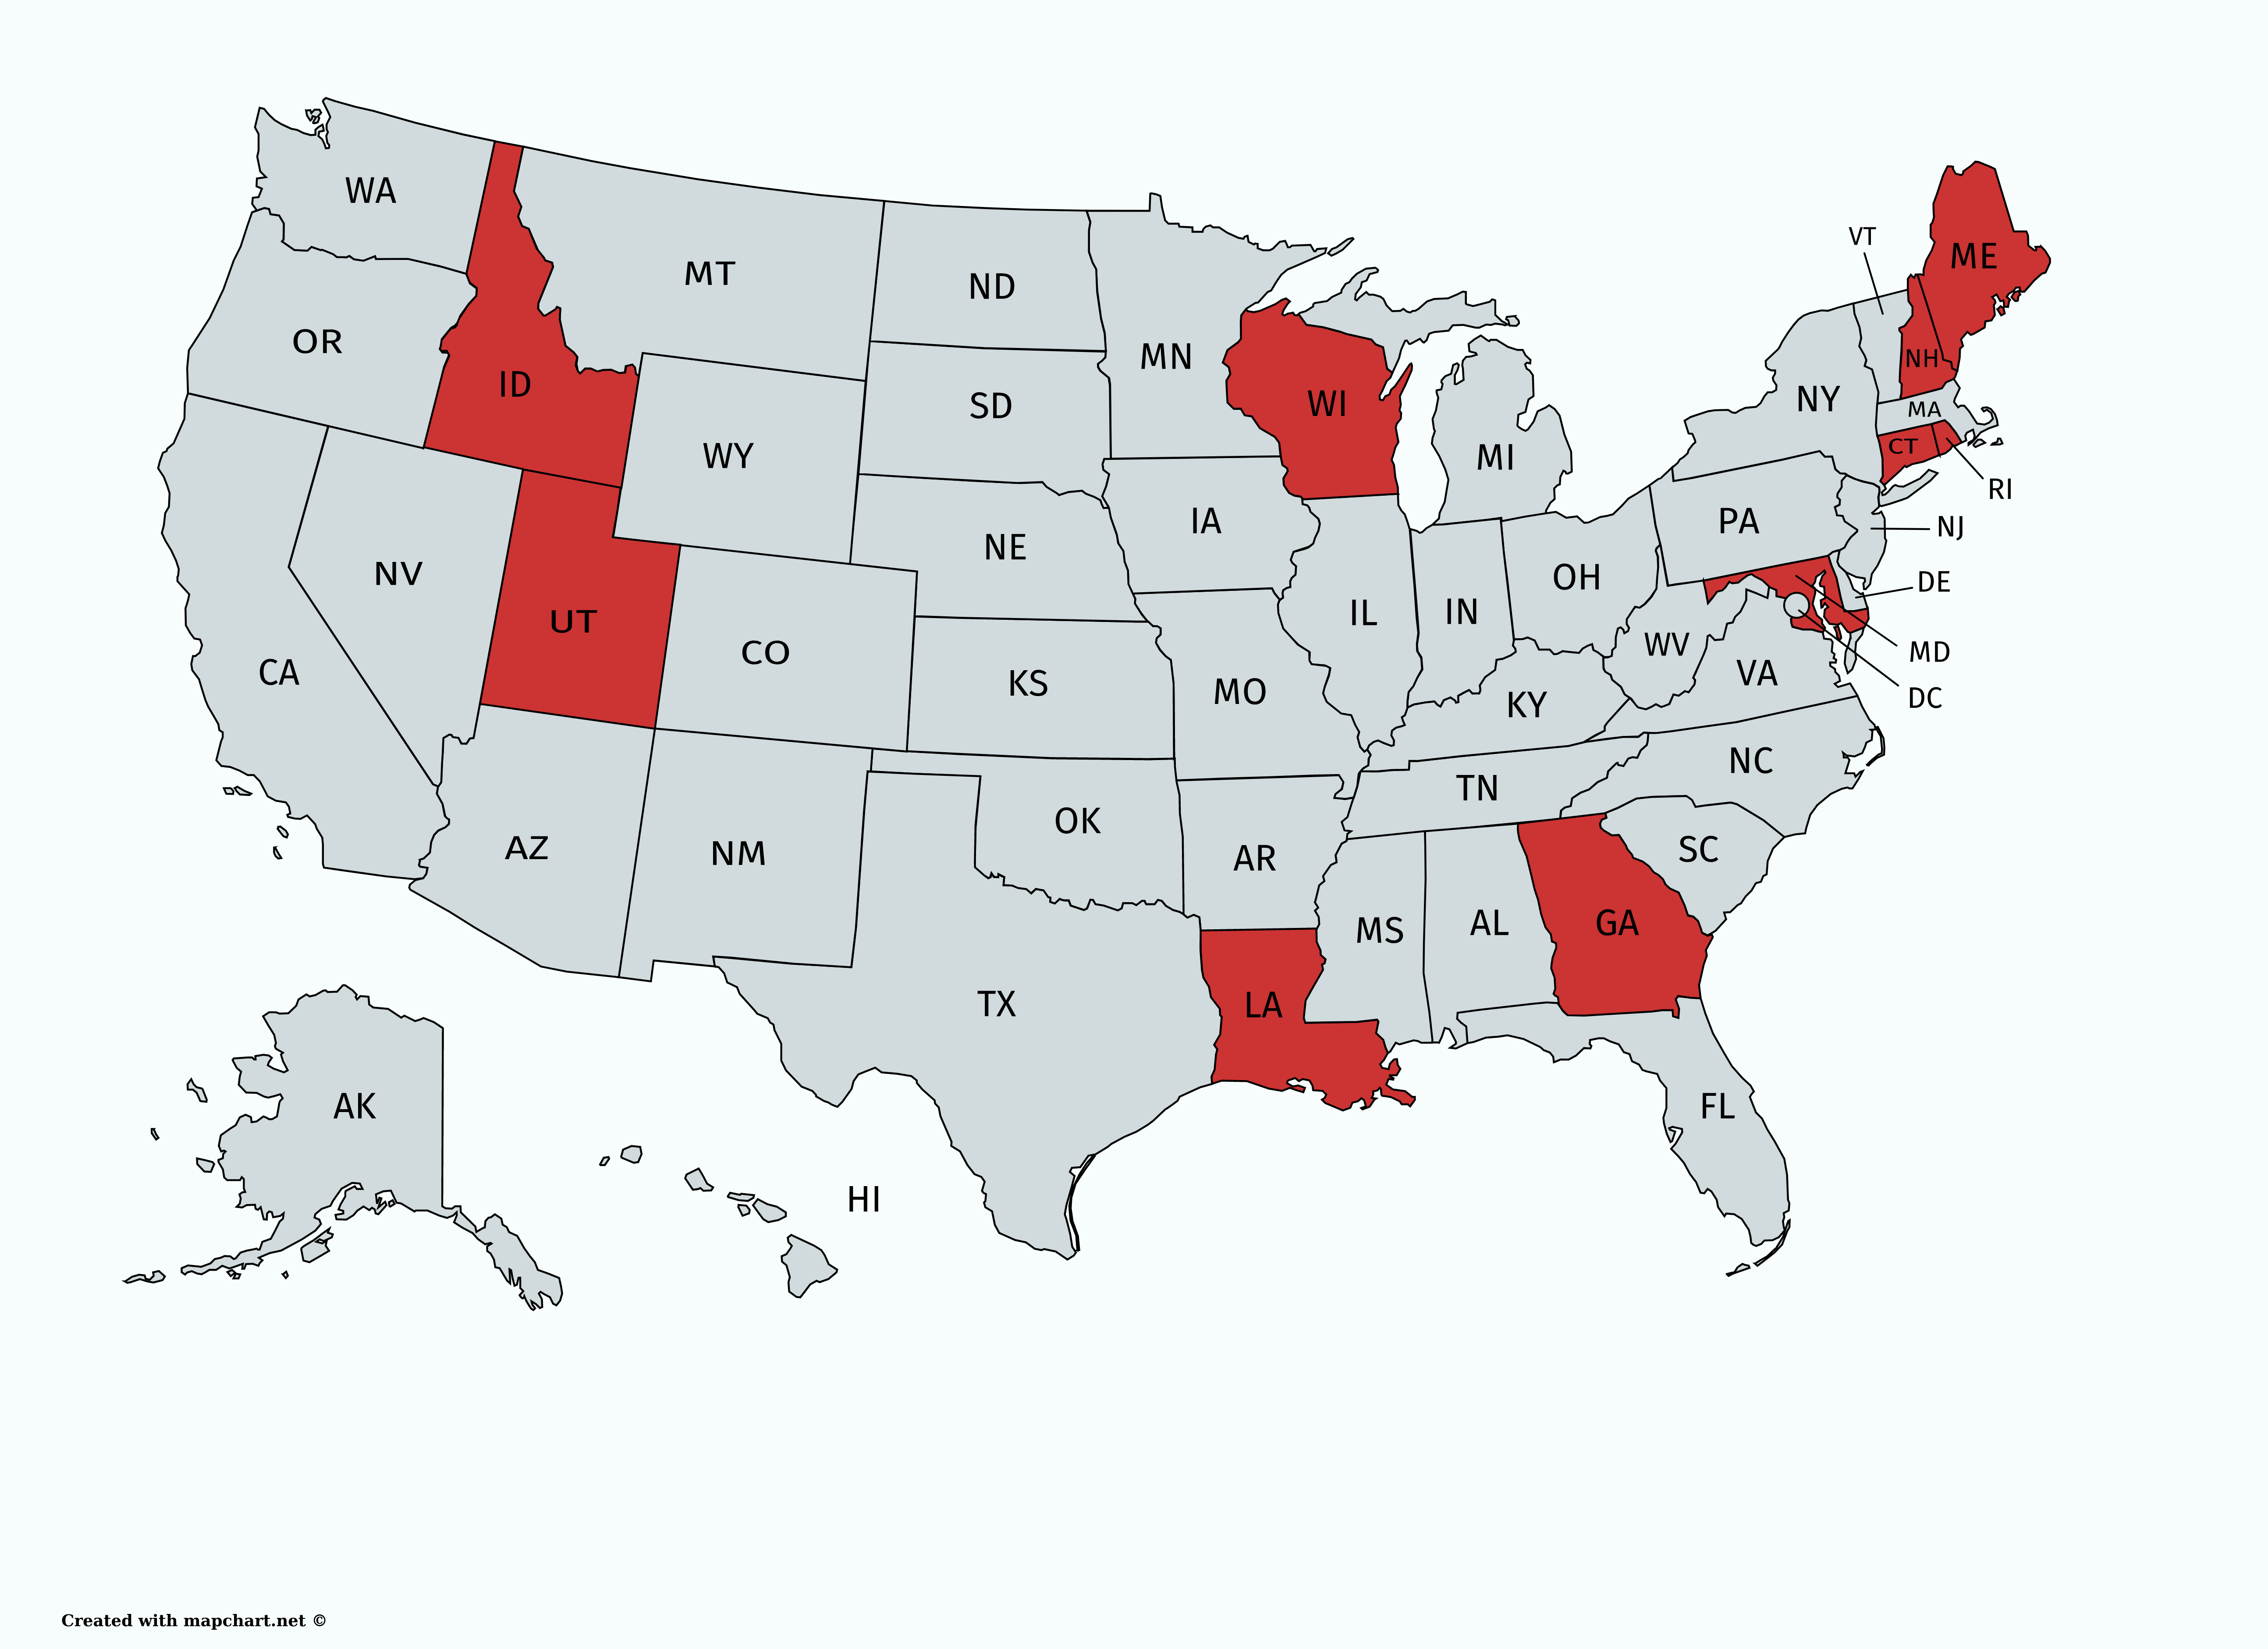 WA
MT
ND
MN
VT
ME
OR
ID
SD
WI
NH
NY
MA
CT
RI
WY
MI
IA
PA
NJ
NE
NV
UT
CO
IL
IN
OH
DE
WV
MD
VA
DC
CA
KS
MO
KY
NC
TN
OK
AZ
NM
AR
SC
MS
AL
GA
TX
LA
AK
FL
HI
Created with mapchart.net ©